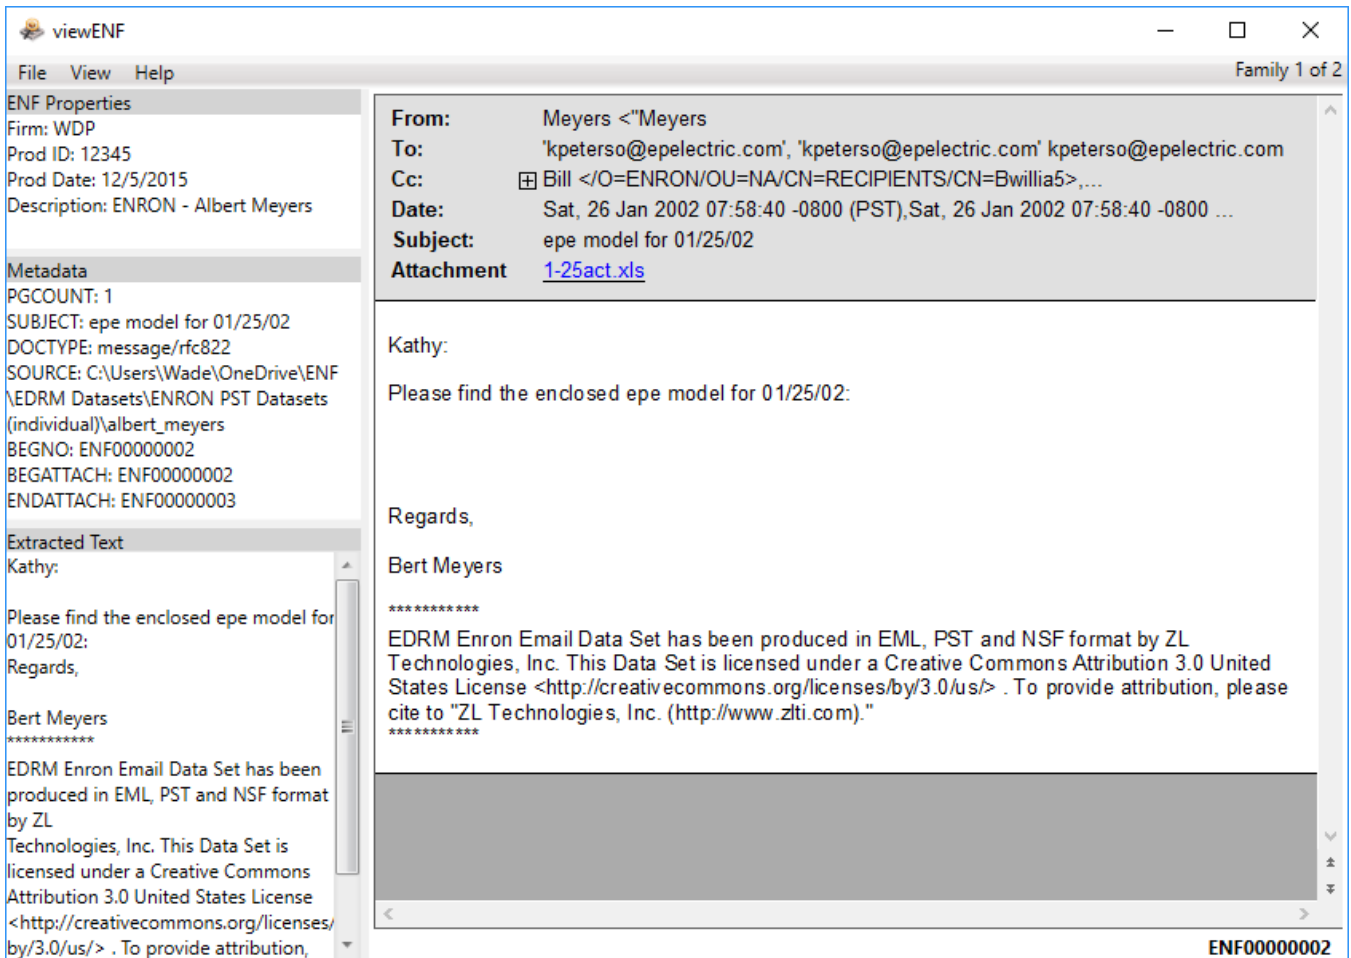 viewENF
File View Help
Family 1 of 2
ENF Properties
Firm: WDP
Prod ID: 12345
Prod Date: 12/5/2015
Description: ENRON - Albert Meyers
Metadata
PGCOUNT: 1
SUBJECT: epe model for 01/25/02
DOCTYPE: message/rfc822
SOURCE: C:\Users\Wade\OneDrive\ENF
\EDRM Datasets\ENRON PST Datasets
(individual)\albert_meyers
BEGNO: ENF00000002
BEGATTACH: ENF00000002
ENDATTACH: ENF00000003
Extracted Text
Kathy:
Please find the enclosed epe model for
01/25/02:
Regards,
Bert Meyers
***********
EDRM Enron Email Data Set has been
produced in EML, PST and NSF format
by ZL
Technologies, Inc. This Data Set is
licensed under a Creative Commons
Attribution 3.0 United States License
<http://creativecommons.org/licenses/
by/3.0/us/> . To provide attribution,
From: Meyers <"Meyers
To: 'kpeterso@epelectric.com', 'kpeterso@epelectric.com' kpeterso@epelectric.com
Cc: Bill </O=ENRON/OU=NA/CN=RECIPIENTS/CN=Bwillia5>,...
Date: Sat, 26 Jan 2002 07:58:40 -0800 (PST),Sat, 26 Jan 2002 07:58:40 -0800 ...
Subject: epe model for 01/25/02
Attachment 1-25act.xls
Kathy:
Please find the enclosed epe model for 01/25/02:
Regards,
Bert Meyers
***********
EDRM Enron Email Data Set has been produced in EML, PST and NSF format by ZL
Technologies, Inc. This Data Set is licensed under a Creative Commons Attribution 3.0 United
States License <http://creativecommons.org/licenses/by/3.0/us/> . To provide attribution, please
cite to "ZL Technologies, Inc. (http://www.zlti.com)."
***********
ENF00000002